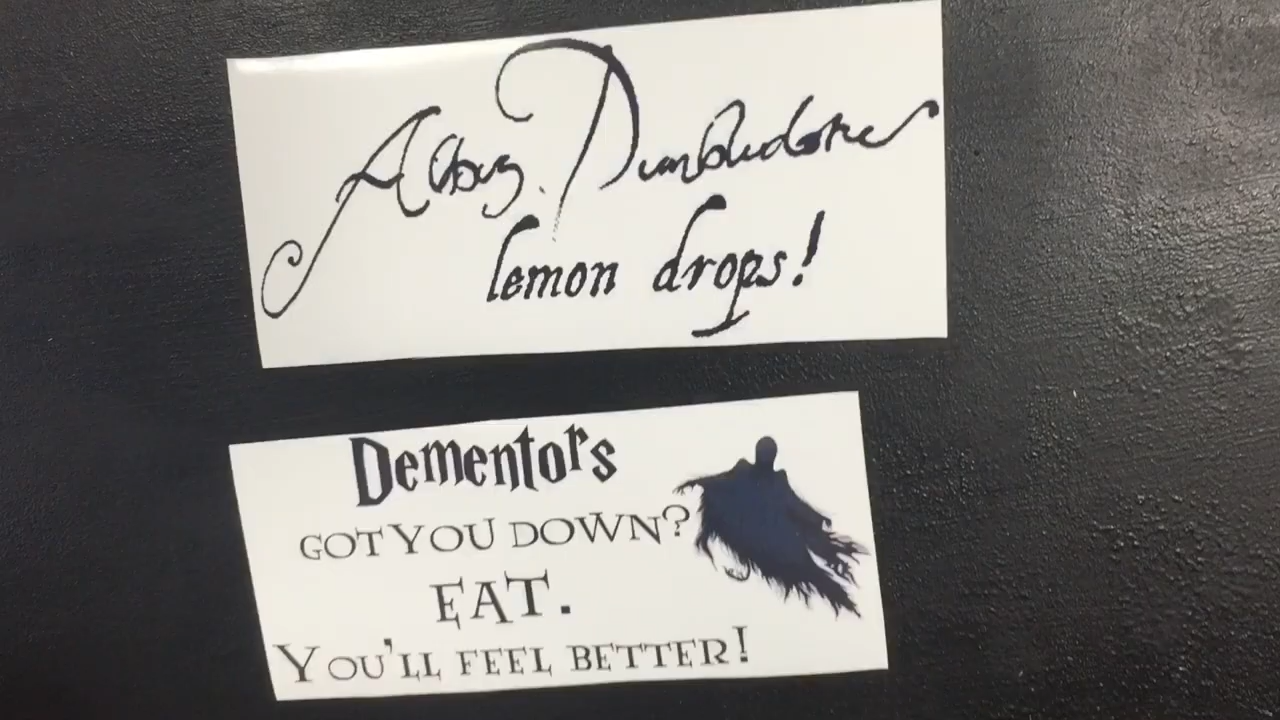 Albus Dumbledore
lemon drops!
Dementors
GOT YOU DOWN?
EAT.
YOU'LL FEEL BETTER!